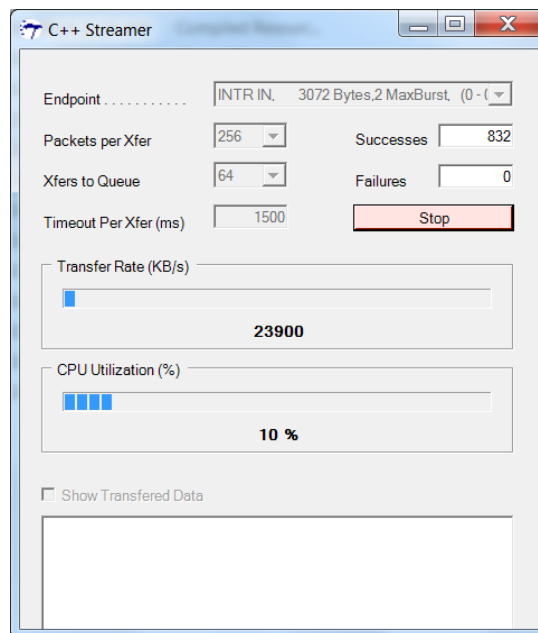 C++ Streamer
Endpoint . . . . . . . . . . . INTR IN, 3072 Bytes,2 MaxBurst, (0 - (
Packets per Xfer 256 Successes 832
Xfers to Queue 64 Failures 0
Timeout Per Xfer (ms) 1500 Stop
Transfer Rate (KB/s)
23900
CPU Utilization (%)
10 %
Show Transfered Data